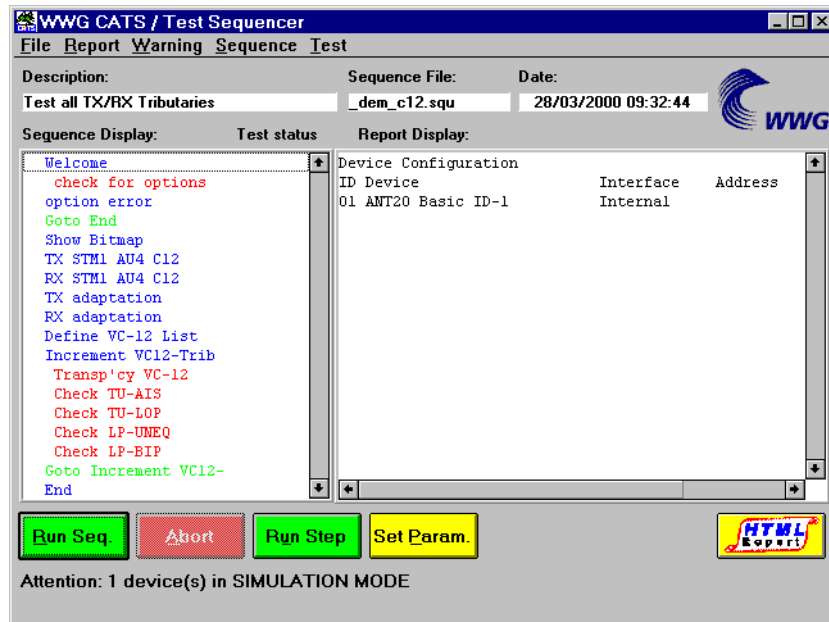 WWG CATS / Test Sequencer
File Report Warning Sequence Test
Description: Sequence File: Date:
Test all TX/RX Tributaries _dem_c12.squ 28/03/2000 09:32:44
WWG
Sequence Display: Test status Report Display:
Welcome
check for options
option error
Goto End
Show Bitmap
TX STM1 AU4 C12
RX STM1 AU4 C12
TX adaptation
RX adaptation
Define VC-12 List
Increment VC12-Trib
Transp'cy VC-12
Check TU-AIS
Check TU-LOP
Check LP-UNEQ
Check LP-BIP
Goto Increment VC12-
End
Device Configuration
ID Device Interface Address
01 ANT20 Basic ID-1 Internal
Run Seq. Abort Run Step Set Param. HTML
Export
Attention: 1 device(s) in SIMULATION MODE